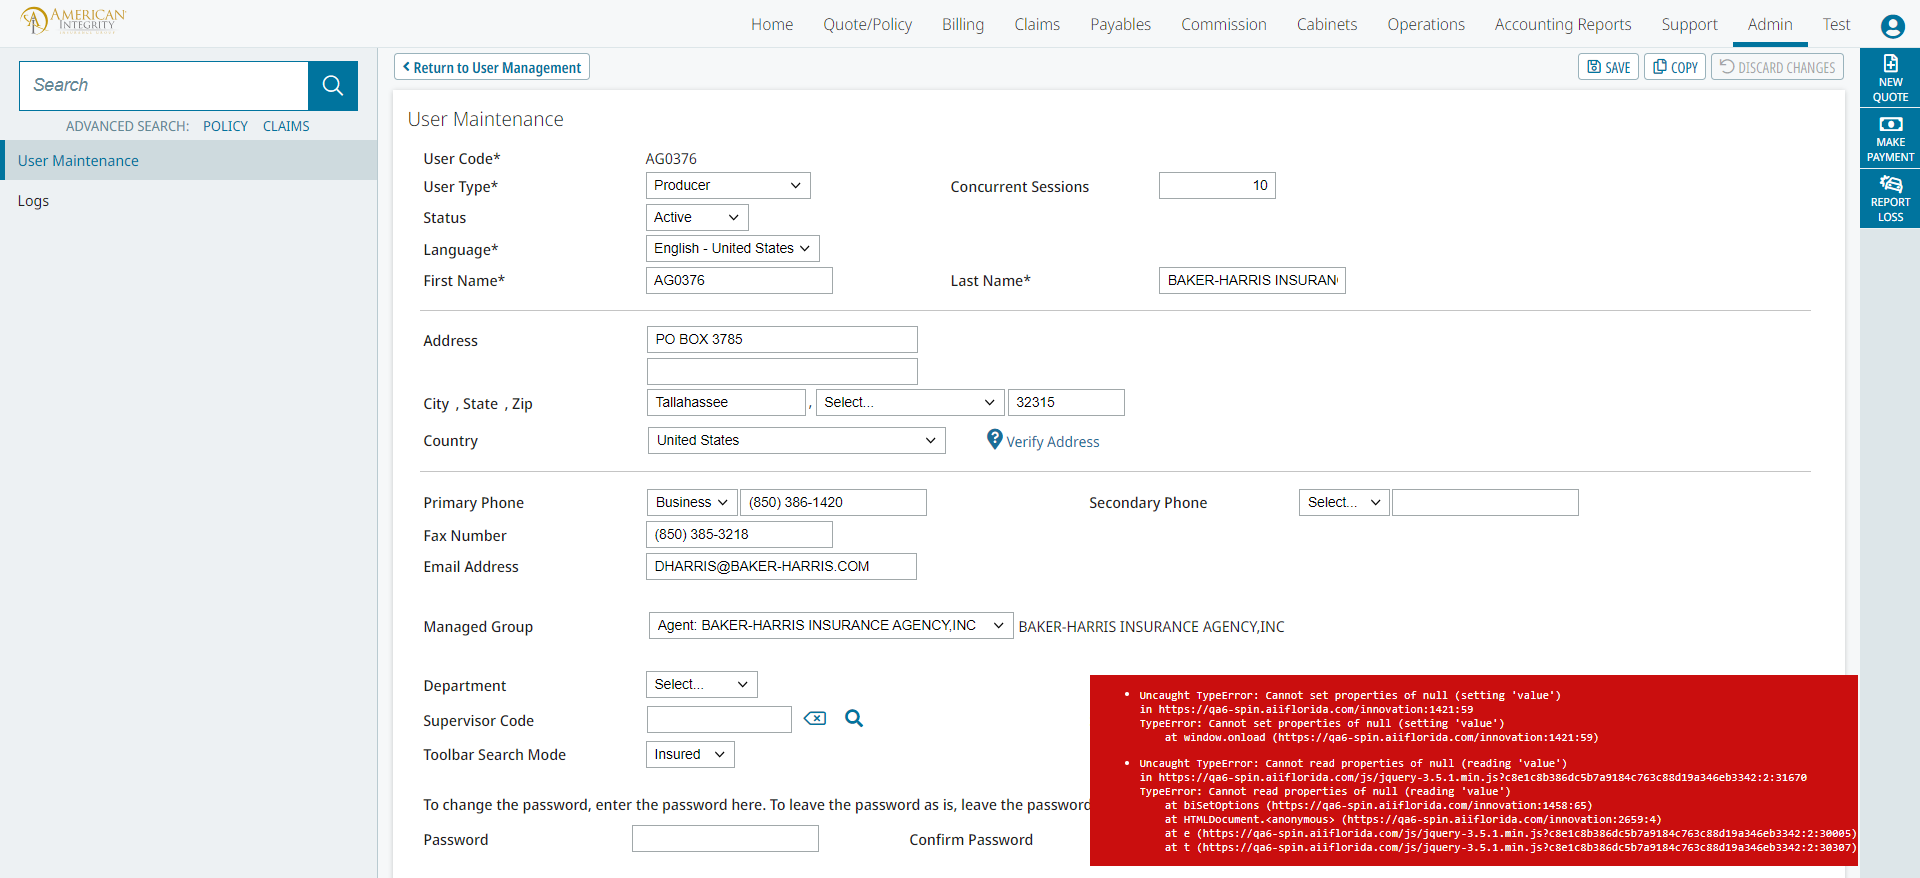 AMERICAN
INTEGRITY
Home Quote/Policy Billing Claims Payables Commission Cabinets Operations Accounting Reports Support Admin Test
Search
ADVANCED SEARCH: POLICY CLAIMS
User Maintenance
Logs
Return to User Management
SAVE COPY DISCARD CHANGES
NEW
QUOTE
MAKE
PAYMENT
REPORT
LOSS
User Maintenance
User Code* AG0376
User Type* Producer Concurrent Sessions 10
Status Active
Language* English - United States
First Name* AG0376 Last Name* BAKER-HARRIS INSURAN
Address PO BOX 3785
City , State , Zip Tallahassee , Select... 32315
Country United States Verify Address
Primary Phone Business (850) 386-1420 Secondary Phone Select...
Fax Number (850) 385-3218
Email Address DHARRIS@BAKER-HARRIS.COM
Managed Group Agent: BAKER-HARRIS INSURANCE AGENCY,INC BAKER-HARRIS INSURANCE AGENCY,INC
Department Select...
Supervisor Code
Toolbar Search Mode Insured
To change the password, enter the password here. To leave the password as is, leave the password
Password Confirm Password
• Uncaught TypeError: Cannot set properties of null (setting 'value')
in https://qa6-spin.aiiflorida.com/innovation:1421:59
TypeError: Cannot set properties of null (setting 'value')
at window.onload (https://qa6-spin.aiiflorida.com/innovation:1421:59)
• Uncaught TypeError: Cannot read properties of null (reading 'value')
in https://qa6-spin.aiiflorida.com/js/jquery-3.5.1.min.js?c8e1c8b386dc5b7a9184c763c88d19a346eb3342:2:31670
TypeError: Cannot read properties of null (reading 'value')
at biSetOptions (https://qa6-spin.aiiflorida.com/innovation:1458:65)
at HTMLDocument.<anonymous> (https://qa6-spin.aiiflorida.com/innovation:2659:4)
at e (https://qa6-spin.aiiflorida.com/js/jquery-3.5.1.min.js?c8e1c8b386dc5b7a9184c763c88d19a346eb3342:2:30005)
at t (https://qa6-spin.aiiflorida.com/js/jquery-3.5.1.min.js?c8e1c8b386dc5b7a9184c763c88d19a346eb3342:2:30307)